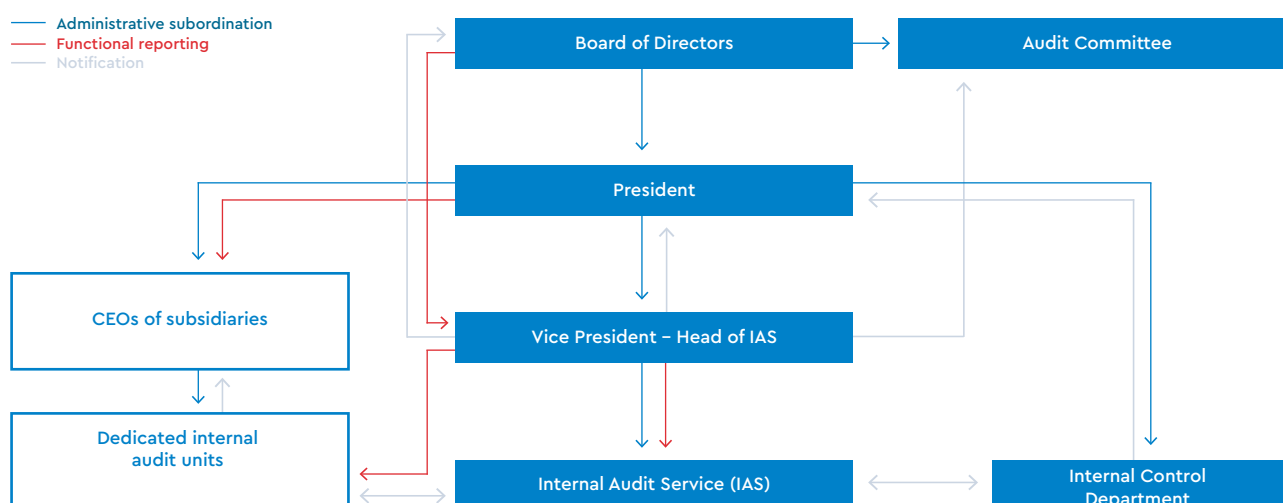 Administrative subordination
Functional reporting
Notification
Board of Directors
Audit Committee
President
CEOs of subsidiaries
Vice President – Head of IAS
Dedicated internal
audit units
Internal Audit Service (IAS)
Internal Control
Department